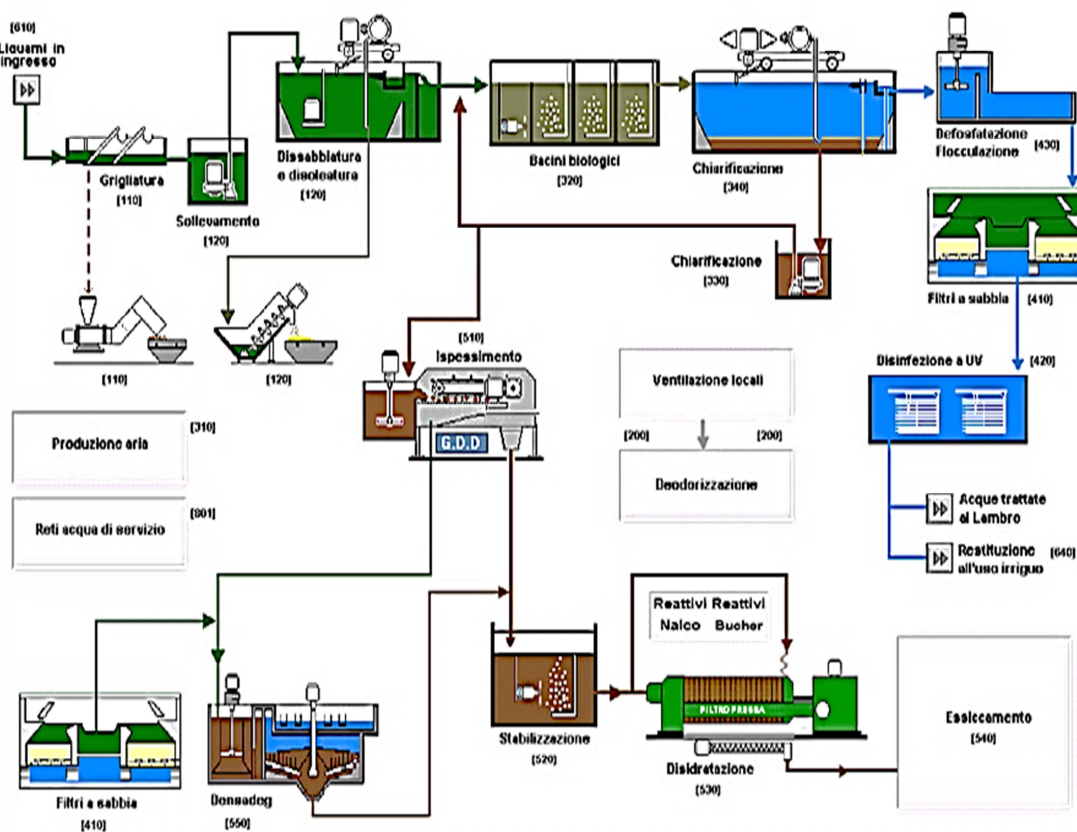 [610]
Liquami in
ingresso
Grigliatura
[110]
Sollevamento
[120]
Dissabbiatura
e disoleatura
[120]
Bacini biologici
[320]
Chiarificazione
[340]
Defosfatazione
Flocculazione
[430]
Filtri a sabbia
[410]
Chiarificazione
[330]
[110]
[120]
[510]
Ispessimento
G.D.D
Ventilazione locali
[200]
[200]
Deodorizzazione
Disinfezione a UV
[420]
Acque trattate
al Lambro
Restituzione
all'uso irriguo
[640]
Produzione aria
[310]
Reti acqua di servizio
[601]
Filtri a sabbia
[410]
Densadeg
[550]
Stabilizzazione
[520]
Reattivi Reattivi
Nalco Bucher
FILTROPRESSA
Disidratazione
[530]
Essiccamento
[540]